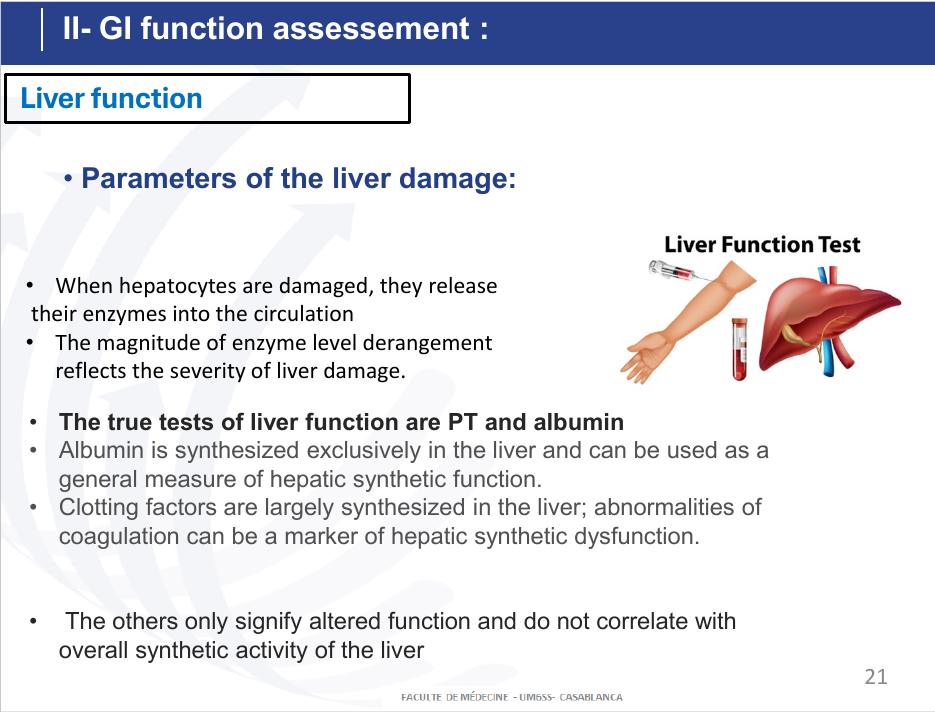 II- GI function assessement :
Liver function
• Parameters of the liver damage:
Liver Function Test
• When hepatocytes are damaged, they release
their enzymes into the circulation
• The magnitude of enzyme level derangement
reflects the severity of liver damage.
• The true tests of liver function are PT and albumin
• Albumin is synthesized exclusively in the liver and can be used as a
general measure of hepatic synthetic function.
• Clotting factors are largely synthesized in the liver; abnormalities of
coagulation can be a marker of hepatic synthetic dysfunction.
• The others only signify altered function and do not correlate with
overall synthetic activity of the liver
21
FACULTE DE MÉDECINE - UM6SS- CASABLANCA